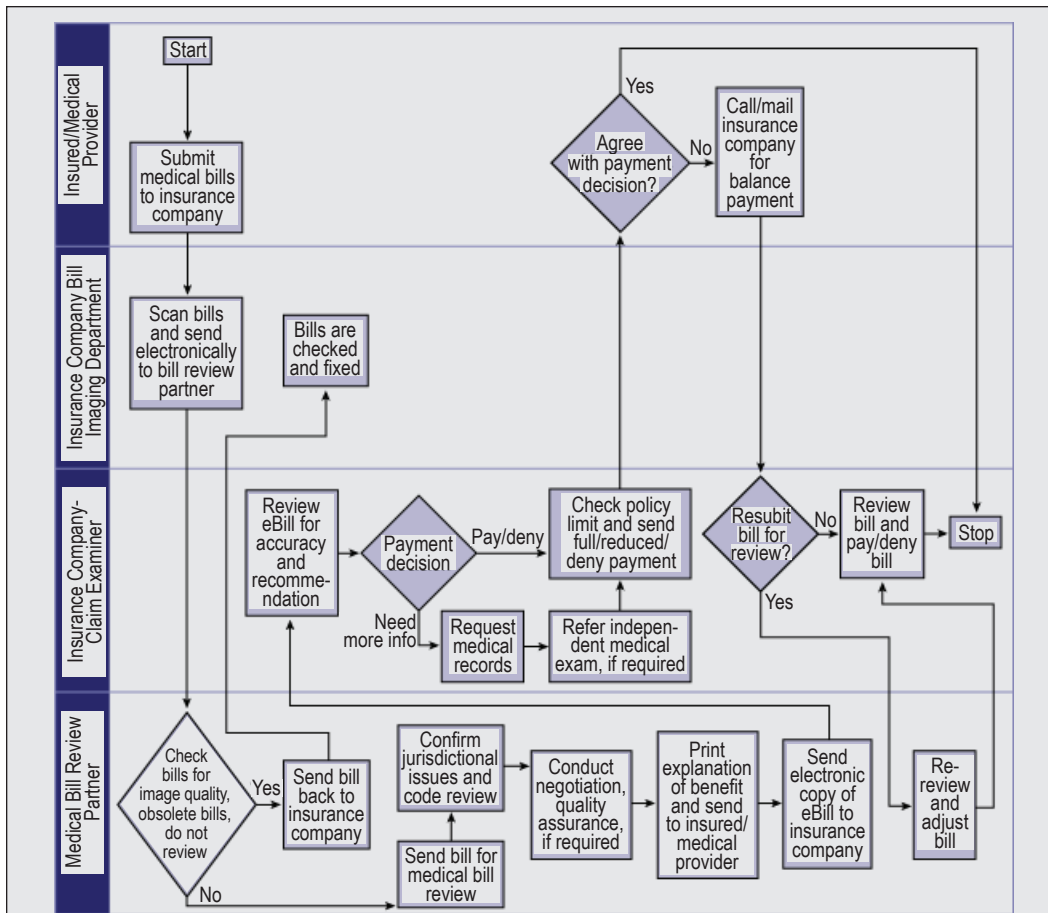 Insured/Medical
Provider
Start
Submit
medical bills
to insurance
company
Agree
with payment
decision?
Yes
No
Call/mail
insurance
company
for
balance
payment
Insurance Company Bill
Imaging Department
Scan bills
and send
electronically
to bill review
partner
Bills are
checked
and fixed
Insurance Company-
Claim Examiner
Review
eBill for
accuracy
and
recomme-
ndation
Payment
decision
Pay/deny
Need
more info
Request
medical
records
Refer indepen-
dent medical
exam, if required
Check policy
limit and send
full/reduced/
deny payment
Resubit
bill for
review?
No
Yes
Review
bill and
pay/deny
bill
Stop
Medical Bill Review
Partner
Check
bills for
image quality,
obsolete bills,
do not
review
Yes
No
Send bill
back to
insurance
company
Send bill for
medical bill
review
Confirm
jurisdictional
issues and
code review
Conduct
negotiation,
quality
assurance,
if required
Print
explanation
of benefit
and send
to insured/
medical
provider
Send
electronic
copy of
eBill to
insurance
company
Re-
review
and
adjust
bill